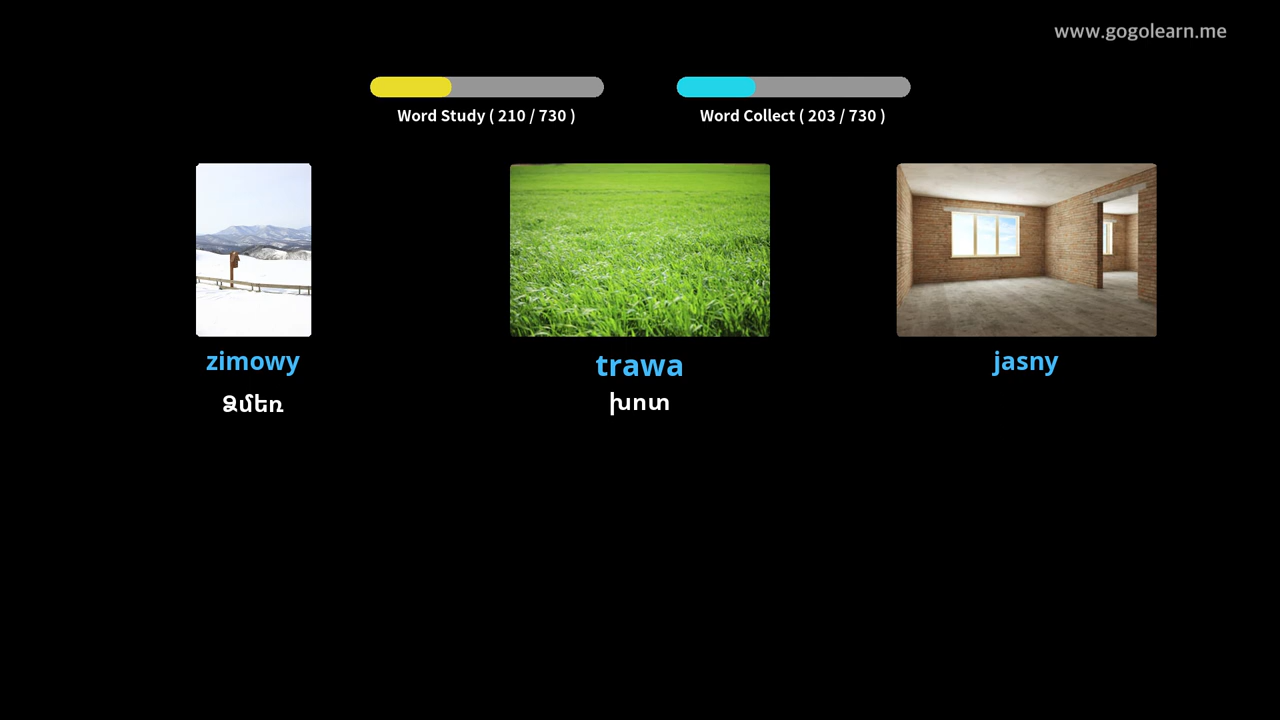 www.gogolearn.me
Word Study ( 210 / 730 )
Word Collect ( 203 / 730 )
zimowy
trawa
jasny
Ձմեռ
խոտ